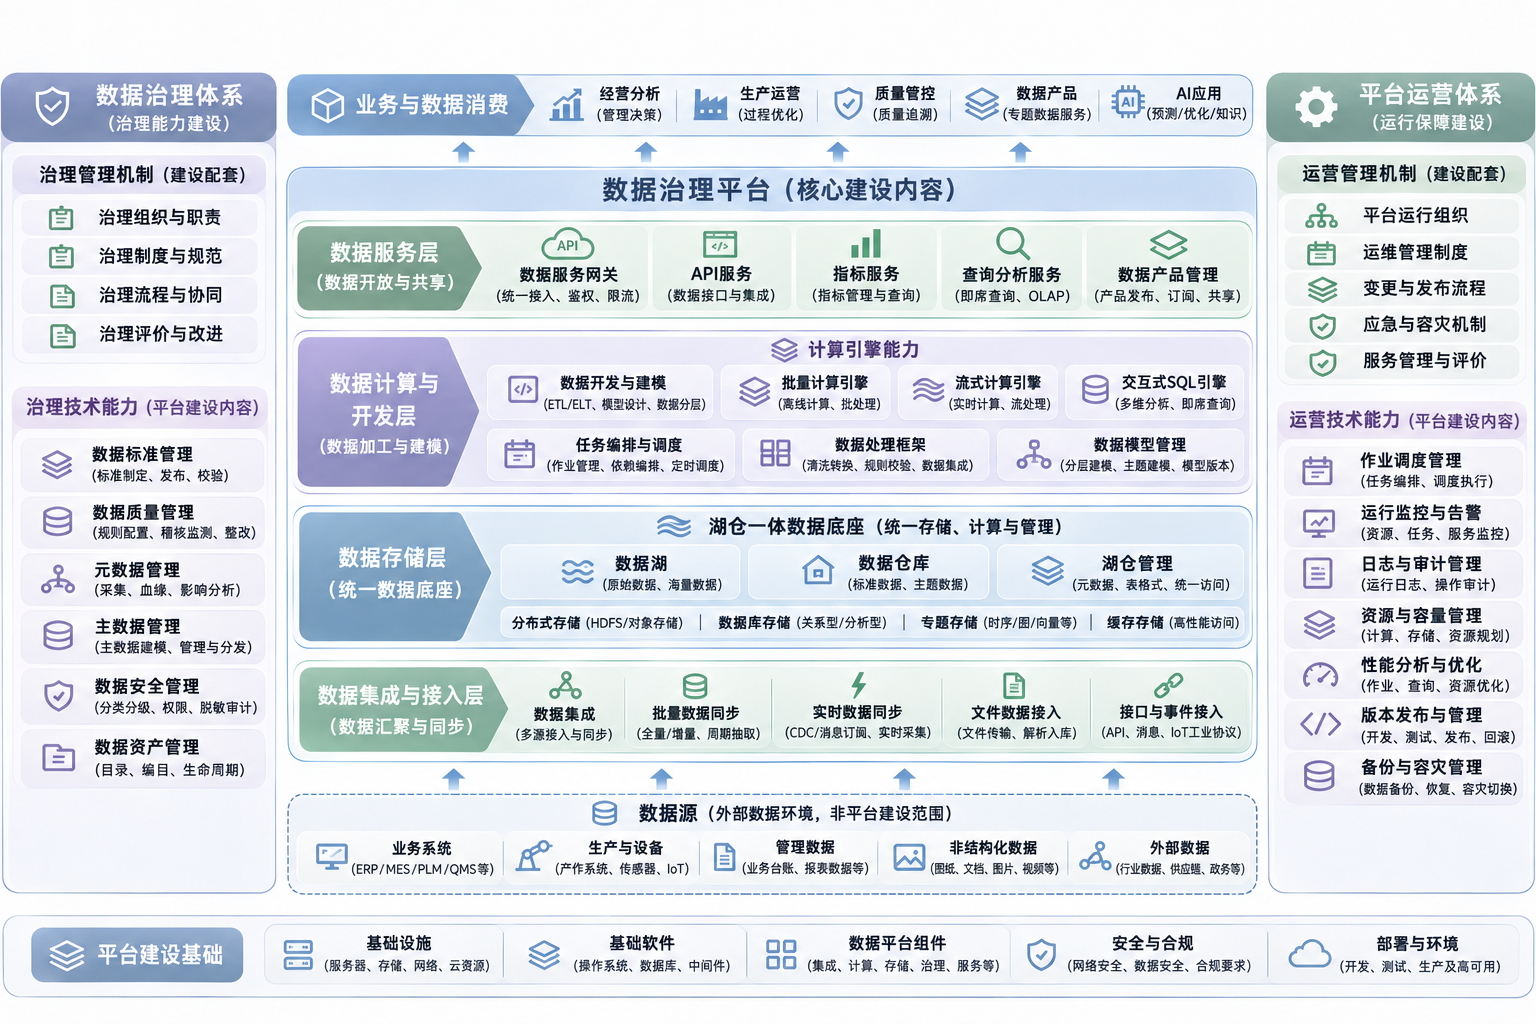 数据治理体系
(治理能力建设)
治理管理机制 (建设配套)
治理组织与职责
治理制度与规范
治理流程与协同
治理评价与改进
治理技术能力 (平台建设内容)
数据标准管理
(标准制定、发布、校验)
数据质量管理
(规则配置、稽核监测、整改)
元数据管理
(采集、血缘、影响分析)
主数据管理
(主数据建模、管理与分发)
数据安全管理
(分类分级、权限、脱敏审计)
数据资产管理
(目录、编目、生命周期)
业务与数据消费
经营分析
(管理决策)
生产运营
(过程优化)
质量管控
(质量追溯)
数据产品
(专题数据服务)
AI
AI应用
(预测/优化/知识)
数据治理平台（核心建设内容）
数据服务层
(数据开放与共享)
API
数据服务网关
(统一接入、鉴权、限流)
</>
API服务
(数据接口与集成)
指标服务
(指标管理与查询)
查询分析服务
(即席查询、OLAP)
数据产品管理
(产品发布、订阅、共享)
数据计算与
开发层
(数据加工与建模)
计算引擎能力
</>
数据开发与建模
(ETL/ELT、模型设计、数据分层)
批量计算引擎
(离线计算、批处理)
流式计算引擎
(实时计算、流处理)
交互式SQL引擎
(多维分析、即席查询)
任务编排与调度
(作业管理、依赖编排、定时调度)
数据处理框架
(清洗转换、规则校验、数据集成)
数据模型管理
(分层建模、主题建模、模型版本)
数据存储层
(统一数据底座)
湖仓一体数据底座（统一存储、计算与管理）
数据湖
(原始数据、海量数据)
数据仓库
(标准数据、主题数据)
湖仓管理
(元数据、表格式、统一访问)
分布式存储 (HDFS/对象存储) | 数据库存储 (关系型/分析型) | 专题存储 (时序/图/向量等) | 缓存存储 (高性能访问)
数据集成与接入层
(数据汇聚与同步)
数据集成
(多源接入与同步)
批量数据同步
(全量/增量、周期抽取)
实时数据同步
(CDC/消息订阅、实时采集)
文件数据接入
(文件传输、解析入库)
接口与事件接入
(API、消息、IoT工业协议)
数据源（外部数据环境，非平台建设范围）
业务系统
(ERP/MES/PLM/QMS等)
生产与设备
(产作系统、传感器、IoT)
管理数据
(业务台账、报表数据等)
非结构化数据
(图纸、文档、图片、视频等)
外部数据
(行业数据、供应链、政务等)
平台运营体系
(运行保障建设)
运营管理机制 (建设配套)
平台运行组织
运维管理制度
变更与发布流程
应急与容灾机制
服务管理与评价
运营技术能力 (平台建设内容)
作业调度管理
(任务编排、调度执行)
运行监控与告警
(资源、任务、服务监控)
日志与审计管理
(运行日志、操作审计)
资源与容量管理
(计算、存储、资源规划)
性能分析与优化
(作业、查询、资源优化)
</>
版本发布与管理
(开发、测试、发布、回滚)
备份与容灾管理
(数据备份、恢复、容灾切换)
平台建设基础
基础设施
(服务器、存储、网络、云资源)
基础软件
(操作系统、数据库、中间件)
数据平台组件
(集成、计算、存储、治理、服务等)
安全与合规
(网络安全、数据安全、合规要求)
部署与环境
(开发、测试、生产及高可用)